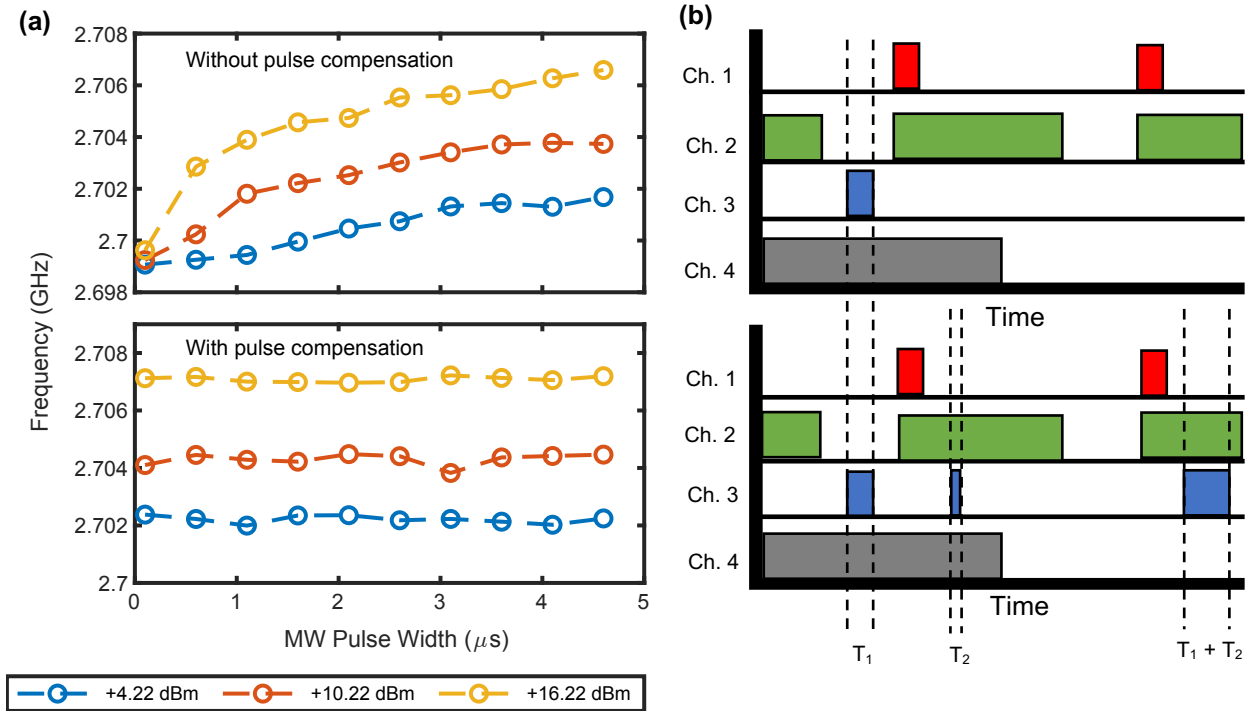 (a)
2.708
2.706
2.704
2.702
2.7
2.698
Without pulse compensation
2.708
2.706
2.704
2.702
2.7
With pulse compensation
Frequency (GHz)
0 1 2 3 4 5
MW Pulse Width (μs)
+4.22 dBm +10.22 dBm +16.22 dBm
(b)
Ch. 1
Ch. 2
Ch. 3
Ch. 4
Time
Ch. 1
Ch. 2
Ch. 3
Ch. 4
Time
T1 T2 T1 + T2